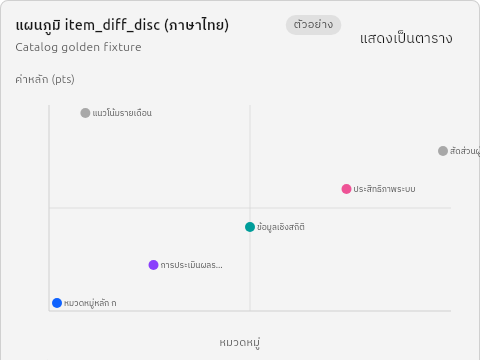 แผนภูมิ item_diff_disc (ภาษาไทย)
ตัวอย่าง
แสดงเป็นตาราง
Catalog golden fixture
ค่าหลัก (pts)
แนวโน้มรายเดือน
สัดส่วนผู้
ประสิทธิภาพระบบ
ข้อมูลเชิงสถิติ
การประเมินผลร...
หมวดหมู่หลัก ก
หมวดหมู่